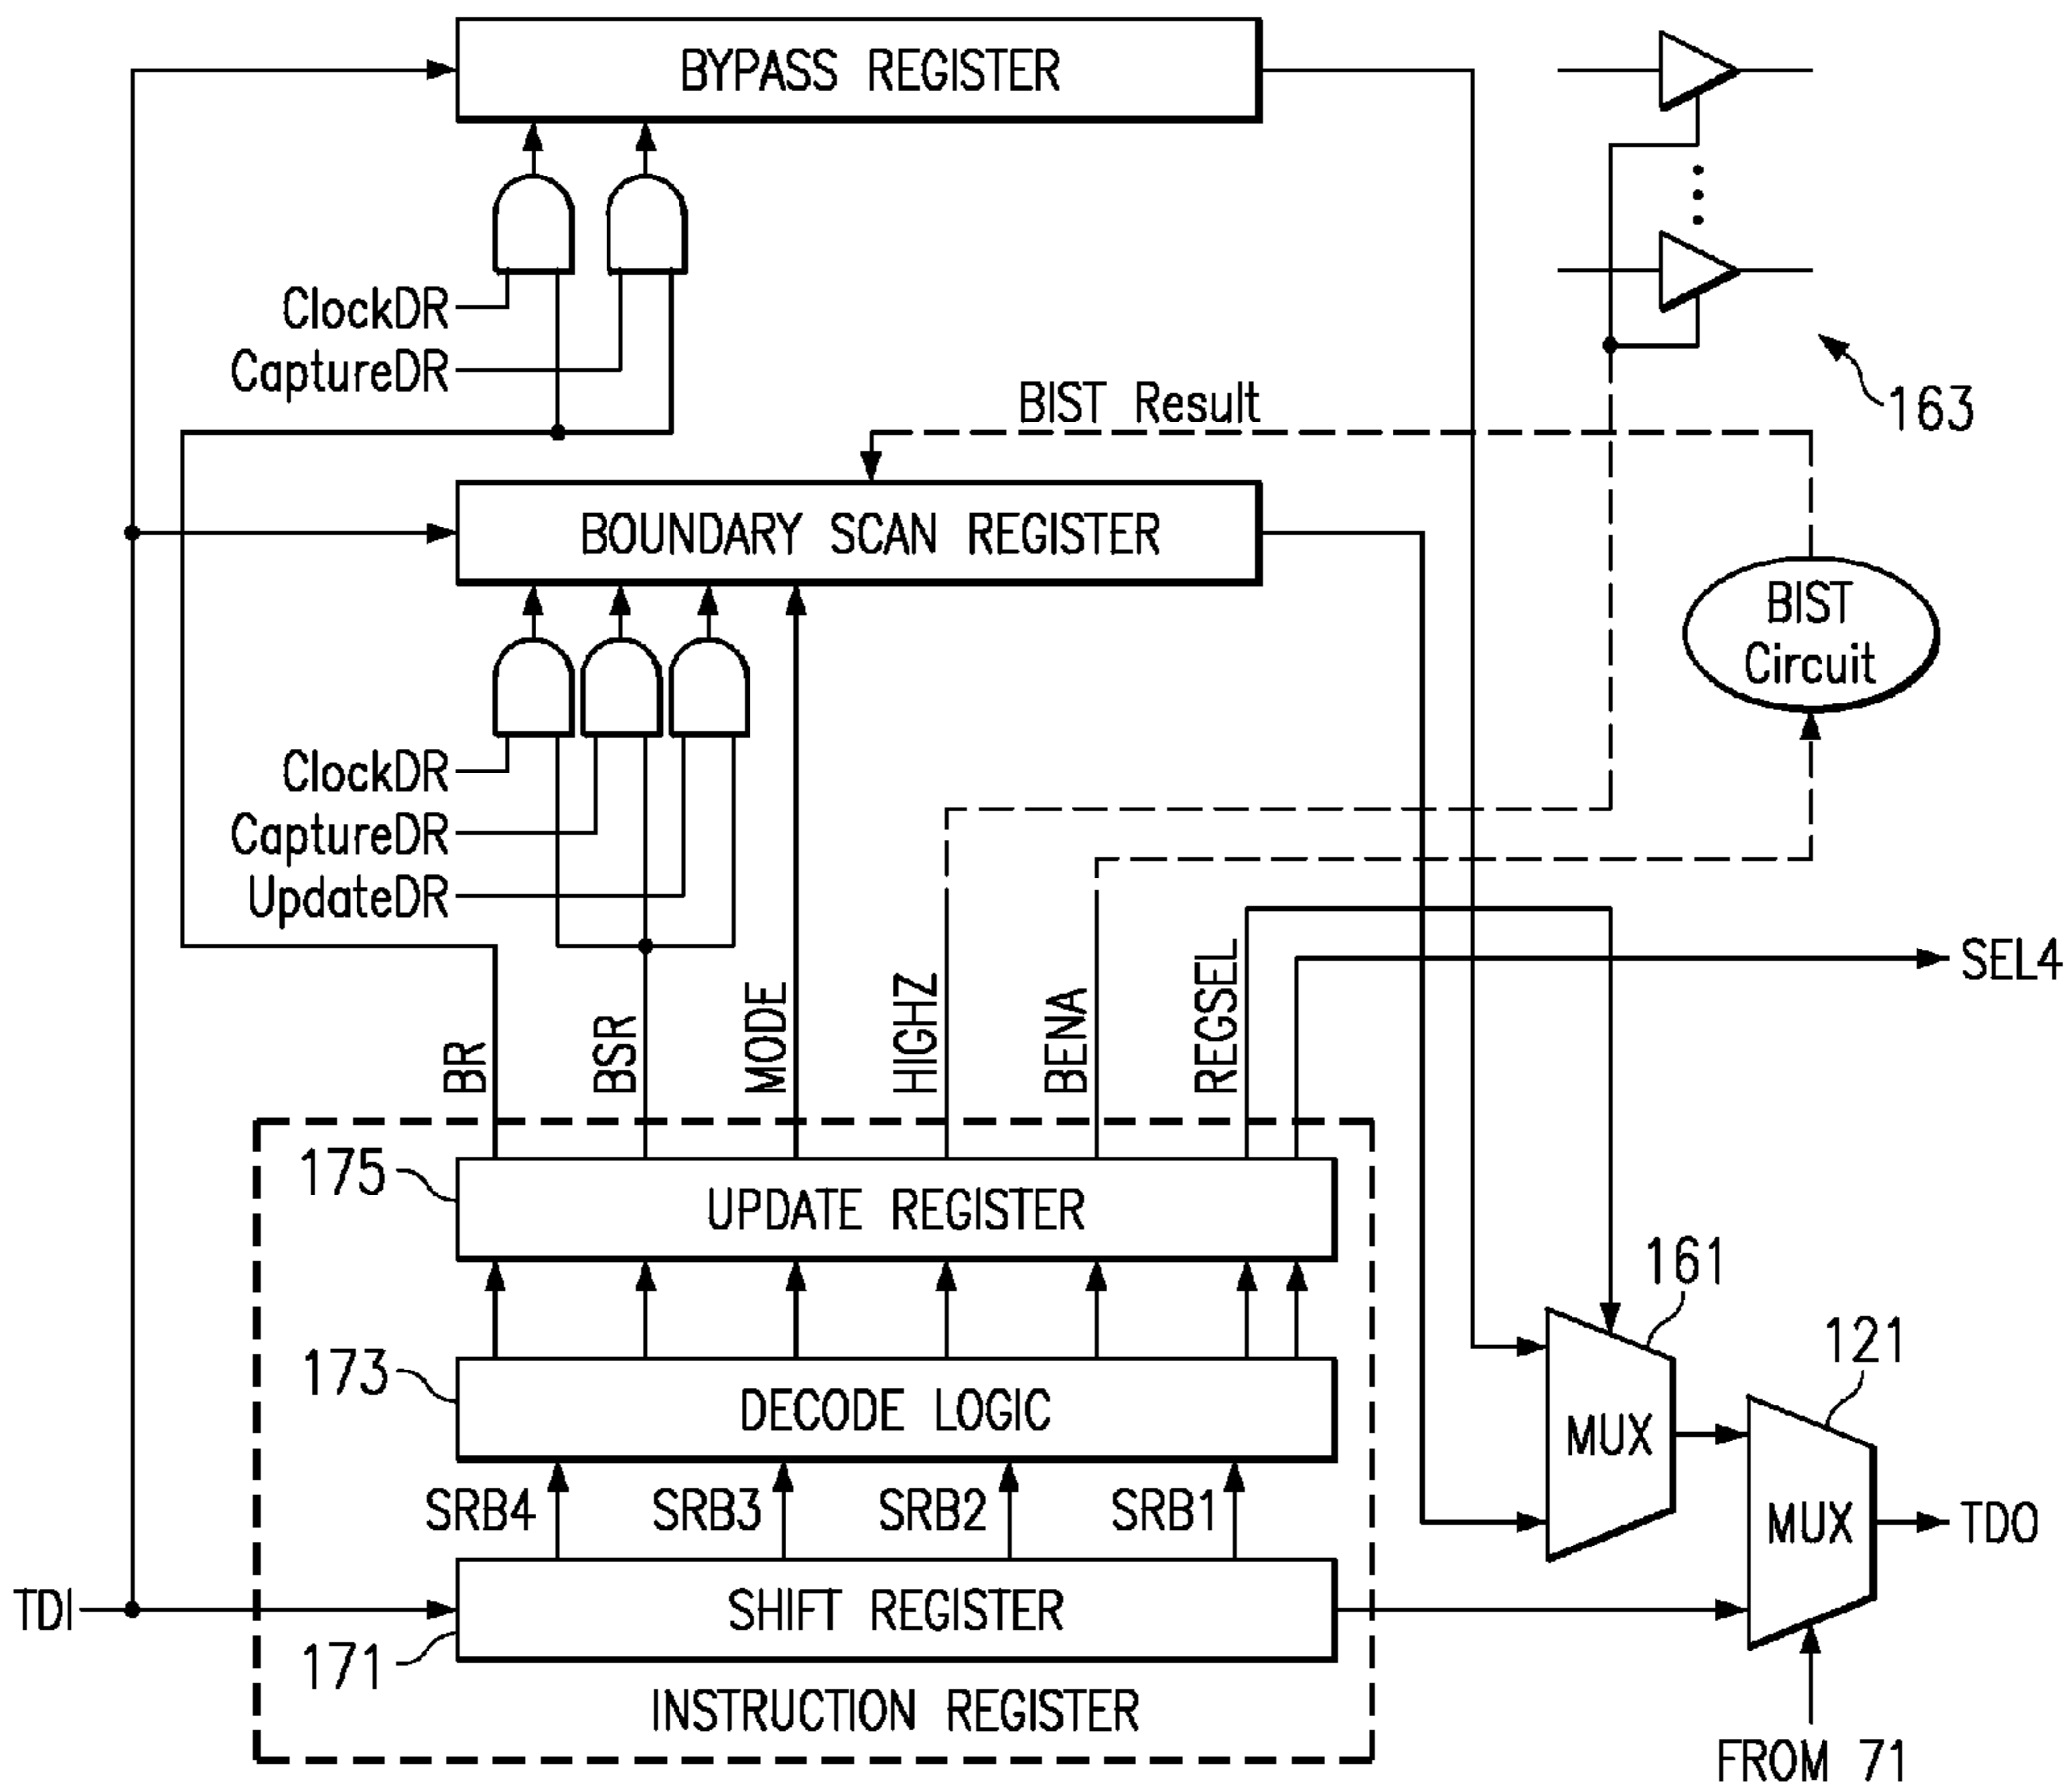 BYPASS REGISTER
ClockDR
CaptureDR
163
BIST Result
BOUNDARY SCAN REGISTER
BIST
Circuit
ClockDR
CaptureDR
UpdateDR
SEL4
BR
BSR
MODE
HIGHZ
BENA
REGSEL
175
UPDATE REGISTER
161
121
173
DECODE LOGIC
MUX
SRB4
SRB3
SRB2
SRB1
MUX
TDO
TDI
SHIFT REGISTER
171
INSTRUCTION REGISTER
FROM 71